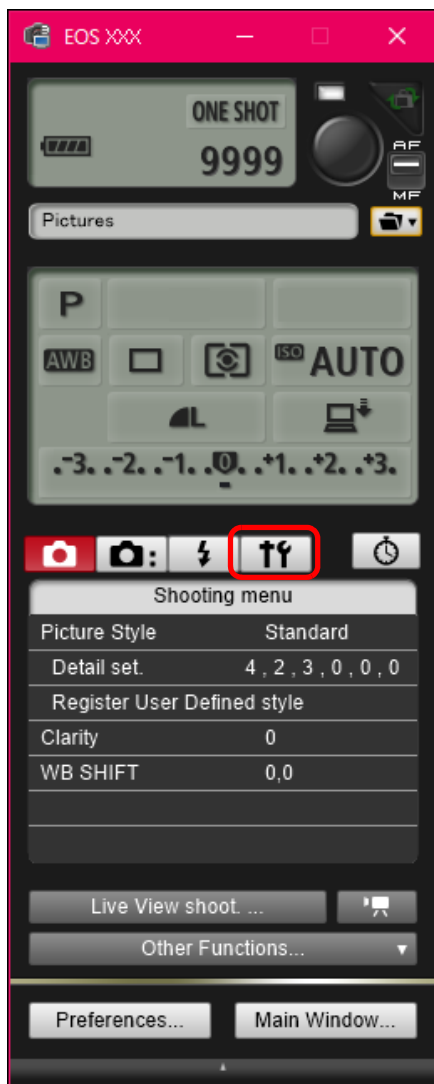 EOS XXX
ONE SHOT
9999
AF
MF
Pictures
P
AWB
ISO AUTO
L
.-3. .-2. .-1. .0. .+1. .+2. .+3.
Shooting menu
Picture Style Standard
Detail set. 4 , 2 , 3 , 0 , 0 , 0
Register User Defined style
Clarity 0
WB SHIFT 0,0
Live View shoot. ...
Other Functions...
Preferences... Main Window...